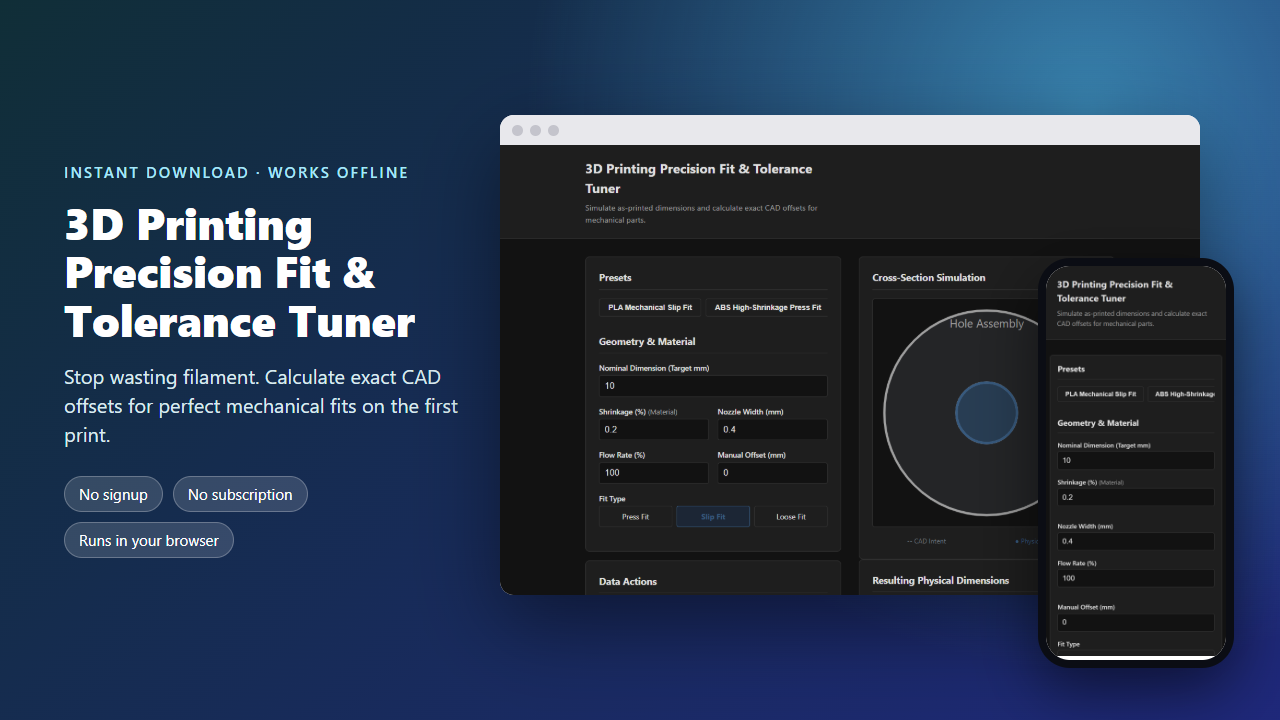 INSTANT DOWNLOAD · WORKS OFFLINE
3D Printing
Precision Fit &
Tolerance Tuner
Stop wasting filament. Calculate exact CAD
offsets for perfect mechanical fits on the first
print.
No signup
No subscription
Runs in your browser
3D Printing Precision Fit & Tolerance
Tuner
Simulate as-printed dimensions and calculate exact CAD offsets for
mechanical parts.
Presets
PLA Mechanical Slip Fit
ABS High-Shrinkage Press Fit
Geometry & Material
Nominal Dimension (Target mm)
10
Shrinkage (%) (Material)
Nozzle Width (mm)
0.2
0.4
Flow Rate (%)
Manual Offset (mm)
100
0
Fit Type
Press Fit
Slip Fit
Loose Fit
Data Actions
Cross-Section Simulation
Hole Assembly
-- CAD Intent
Resulting Physical Dimensions
3D Printing Precision Fit &
Tolerance Tuner
Simulate as-printed dimensions and calculate exact
CAD offsets for mechanical parts.
Presets
PLA Mechanical Slip Fit
ABS High-Shrinkage
Geometry & Material
Nominal Dimension (Target mm)
10
Shrinkage (%) (Material)
0.2
Nozzle Width (mm)
0.4
Flow Rate (%)
100
Manual Offset (mm)
0
Fit Type